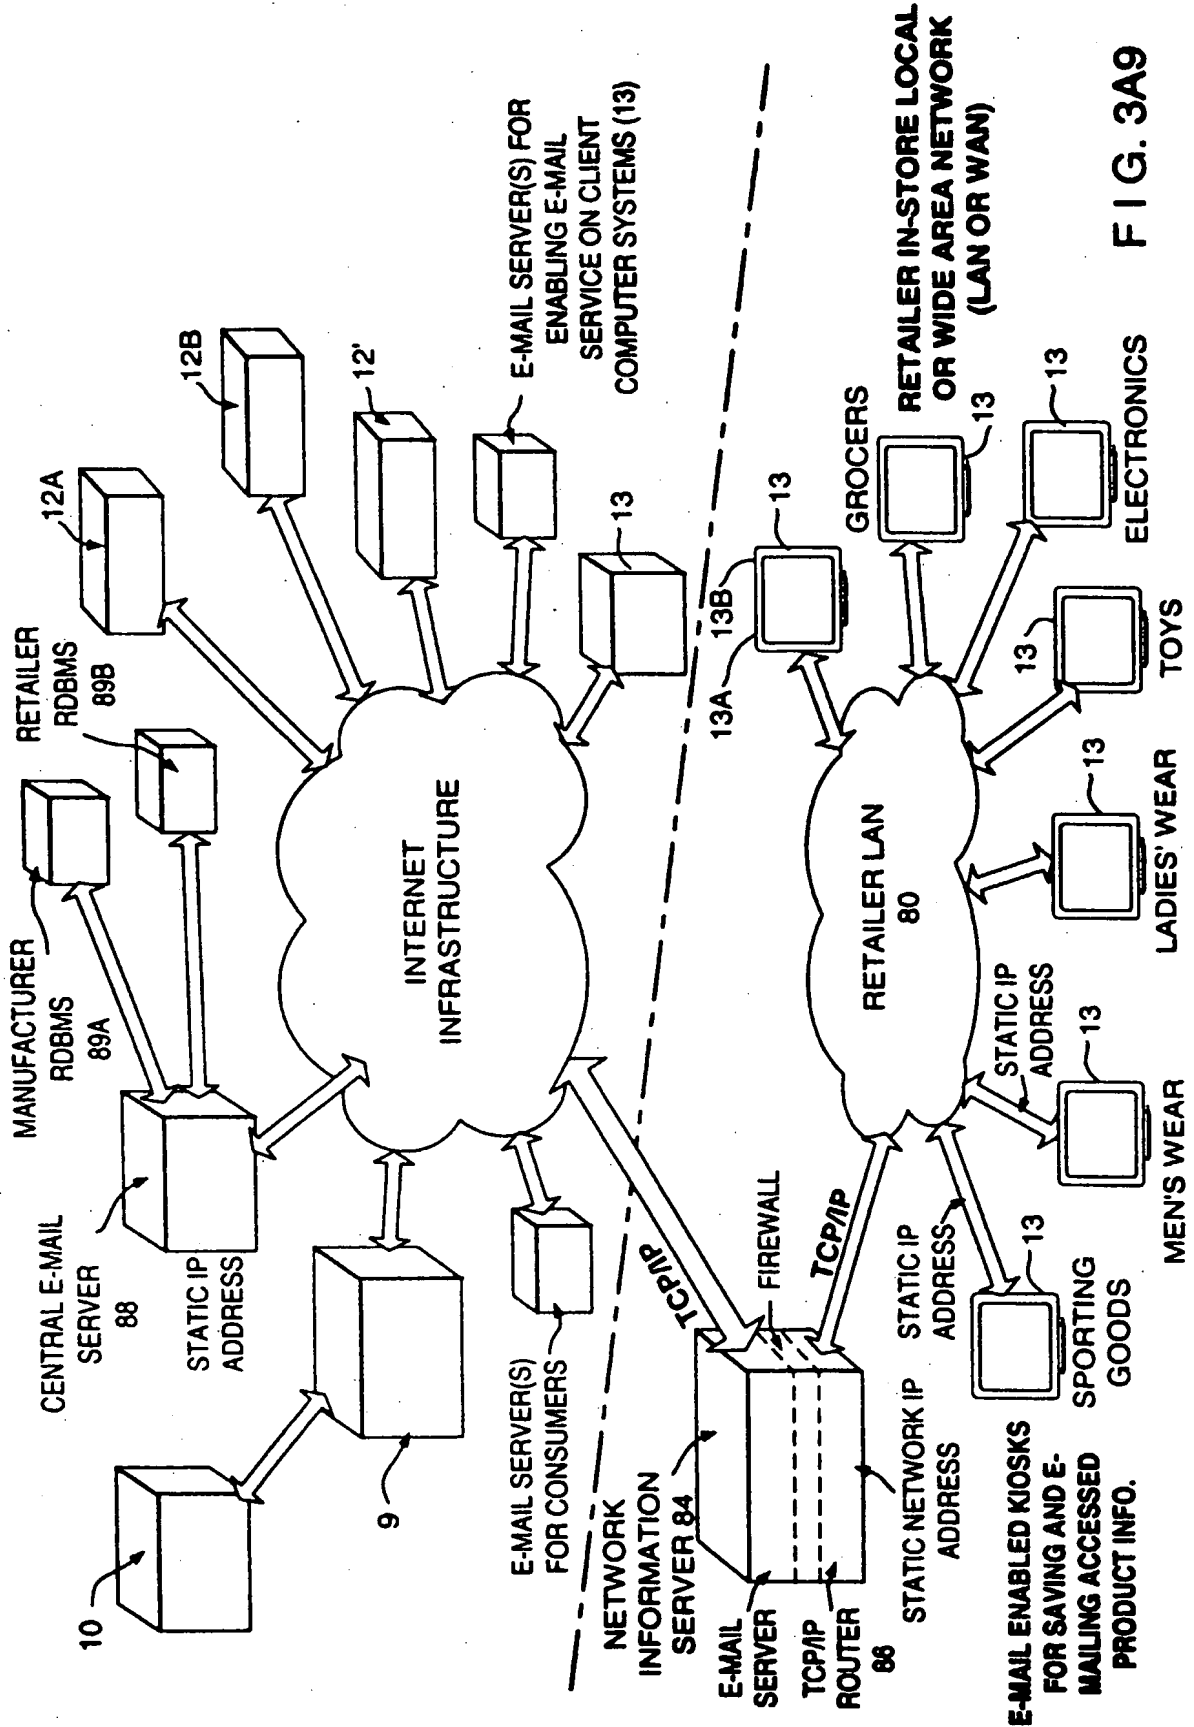 10
9
CENTRAL E-MAIL
SERVER
88
STATIC IP
ADDRESS
MANUFACTURER
RDBMS
89A
RETAILER
RDBMS
89B
12A
12B
12'
E-MAIL SERVER(S) FOR
ENABLING E-MAIL
SERVICE ON CLIENT
COMPUTER SYSTEMS (13)
13
INTERNET
INFRASTRUCTURE
E-MAIL SERVER(S)
FOR CONSUMERS
NETWORK
INFORMATION
SERVER 84
E-MAIL
SERVER
TCP/IP
ROUTER
86
TCP/IP
FIREWALL
TCP/IP
STATIC NETWORK IP
ADDRESS
RETAILER LAN
80
13A
13B
13
GROCERS
13
RETAILER IN-STORE LOCAL
OR WIDE AREA NETWORK
(LAN OR WAN)
STATIC IP
ADDRESS
13
SPORTING
GOODS
STATIC IP
ADDRESS
13
MEN'S WEAR
13
LADIES' WEAR
13
TOYS
13
ELECTRONICS
E-MAIL ENABLED KIOSKS
FOR SAVING AND E-
MAILING ACCESSED
PRODUCT INFO.
FIG. 3A9